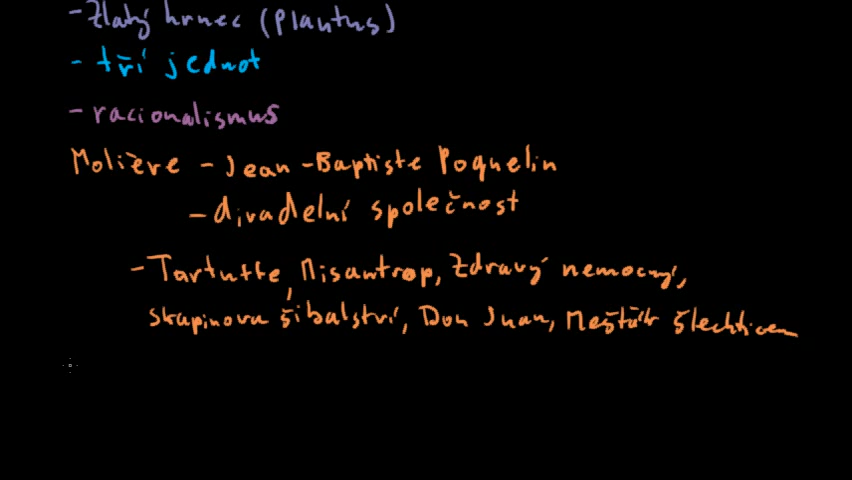 -Zlatý hrnec (Plautus)
- tří jednot
- racionalismus
Molière - Jean-Baptiste Poquelin
- divadelní společnost
- Tartuffe, Misantrop, Zdravý nemocný,
Skapinova šibalství, Don Juan, Měšťák šlechticem